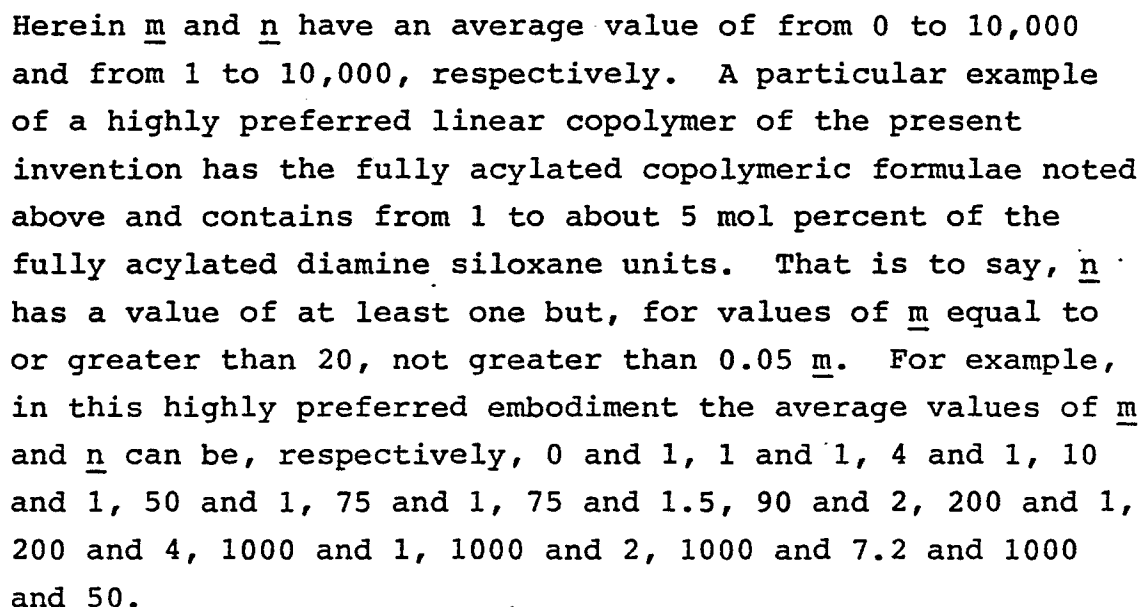 Herein m and n have an average value of from 0 to 10,000
and from 1 to 10,000, respectively. A particular example
of a highly preferred linear copolymer of the present
invention has the fully acylated copolymeric formulae noted
above and contains from 1 to about 5 mol percent of the
fully acylated diamine siloxane units. That is to say, n
has a value of at least one but, for values of m equal to
or greater than 20, not greater than 0.05 m. For example,
in this highly preferred embodiment the average values of m
and n can be, respectively, 0 and 1, 1 and 1, 4 and 1, 10
and 1, 50 and 1, 75 and 1, 75 and 1.5, 90 and 2, 200 and 1,
200 and 4, 1000 and 1, 1000 and 2, 1000 and 7.2 and 1000
and 50.